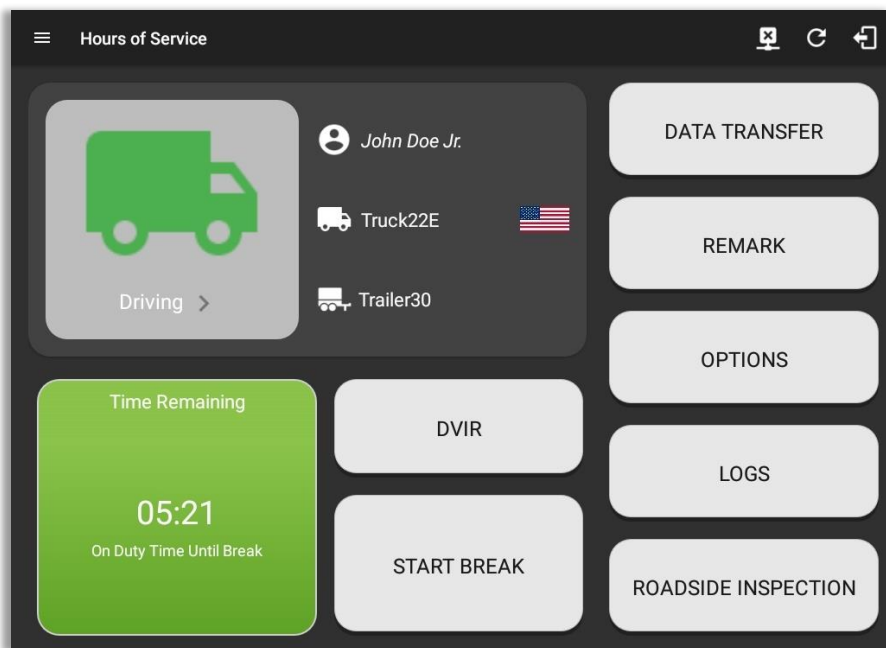 Hours of Service
John Doe Jr.
Truck22E
Trailer30
Driving
Time Remaining
05:21
On Duty Time Until Break
DVIR
START BREAK
DATA TRANSFER
REMARK
OPTIONS
LOGS
ROADSIDE INSPECTION